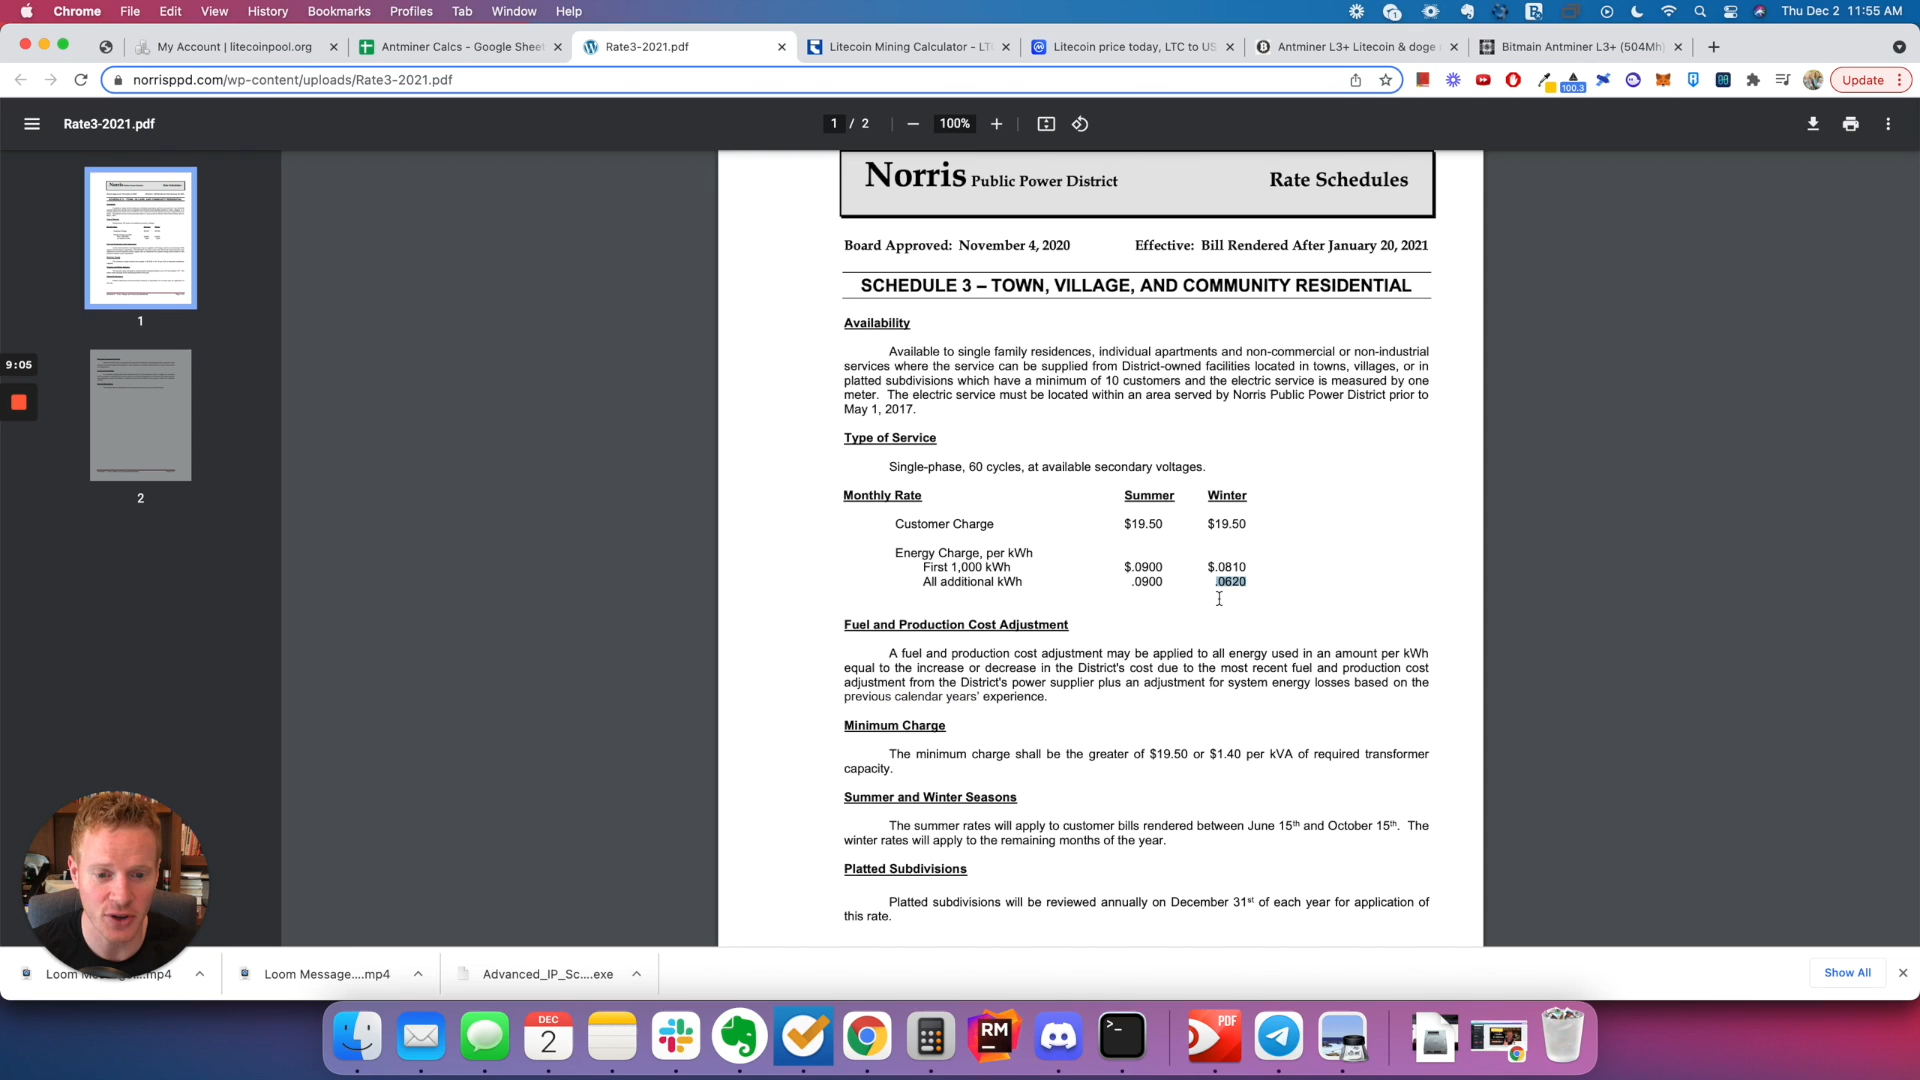 Chrome File Edit View History Bookmarks Profiles Tab Window Help Thu Dec 2 11:55 AM
My Account | litecoinpool.org
Antminer Calcs - Google Sheet
Rate3-2021.pdf
Litecoin Mining Calculator - LT
Litecoin price today, LTC to US
Antminer L3+ Litecoin & doge
Bitmain Antminer L3+ (504Mh
norrisppd.com/wp-content/uploads/Rate3-2021.pdf
100.3
Update
Rate3-2021.pdf
1 / 2
100%
1
2
9:05
Norris Public Power District Rate Schedules
Board Approved: November 4, 2020 Effective: Bill Rendered After January 20, 2021
SCHEDULE 3 – TOWN, VILLAGE, AND COMMUNITY RESIDENTIAL
Availability
Available to single family residences, individual apartments and non-commercial or non-industrial
services where the service can be supplied from District-owned facilities located in towns, villages, or in
platted subdivisions which have a minimum of 10 customers and the electric service is measured by one
meter. The electric service must be located within an area served by Norris Public Power District prior to
May 1, 2017.
Type of Service
Single-phase, 60 cycles, at available secondary voltages.
Monthly Rate Summer Winter
Customer Charge $19.50 $19.50
Energy Charge, per kWh
First 1,000 kWh $.0900 $.0810
All additional kWh .0900 .0620
Fuel and Production Cost Adjustment
A fuel and production cost adjustment may be applied to all energy used in an amount per kWh
equal to the increase or decrease in the District's cost due to the most recent fuel and production cost
adjustment from the District's power supplier plus an adjustment for system energy losses based on the
previous calendar years' experience.
Minimum Charge
The minimum charge shall be the greater of $19.50 or $1.40 per kVA of required transformer
capacity.
Summer and Winter Seasons
The summer rates will apply to customer bills rendered between June 15th and October 15th. The
winter rates will apply to the remaining months of the year.
Platted Subdivisions
Platted subdivisions will be reviewed annually on December 31st of each year for application of
this rate.
Loom
mp4
Loom Message....mp4
Advanced_IP_Sc....exe
Show All
DEC
2
RM
PDF